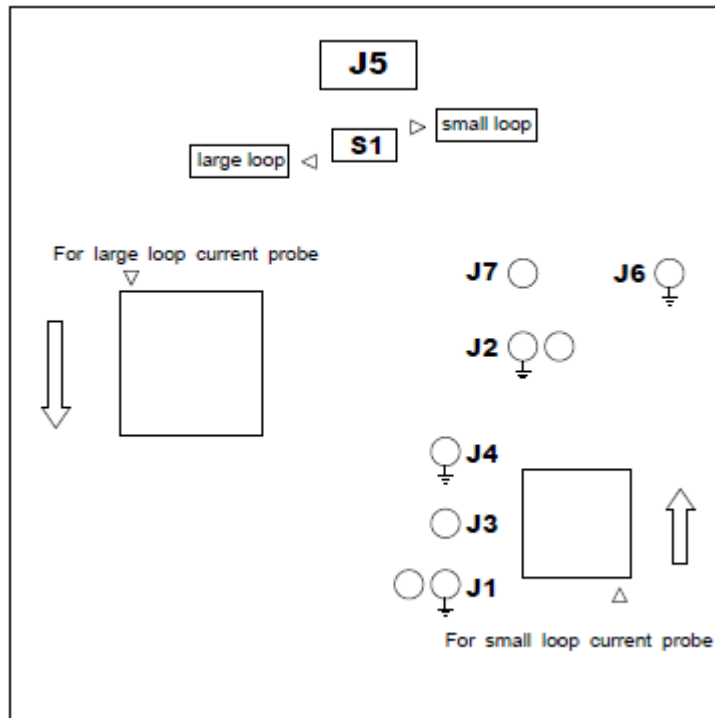 J5
small loop
S1
large loop
For large loop current probe
J7
J6
J2
J4
J3
J1
For small loop current probe